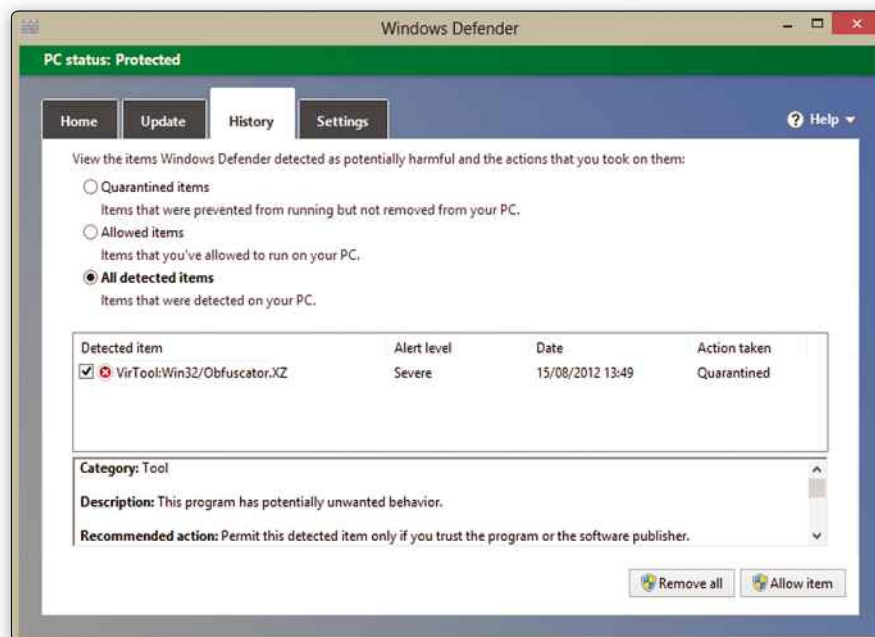 Windows Defender
PC status: Protected
Home Update History Settings Help
View the items Windows Defender detected as potentially harmful and the actions that you took on them:
Quarantined items
Items that were prevented from running but not removed from your PC.
Allowed items
Items that you've allowed to run on your PC.
All detected items
Items that were detected on your PC.
Detected item Alert level Date Action taken
VirTool:Win32/Obfuscator.XZ Severe 15/08/2012 13:49 Quarantined
Category: Tool
Description: This program has potentially unwanted behavior.
Recommended action: Permit this detected item only if you trust the program or the software publisher.
Remove all Allow item